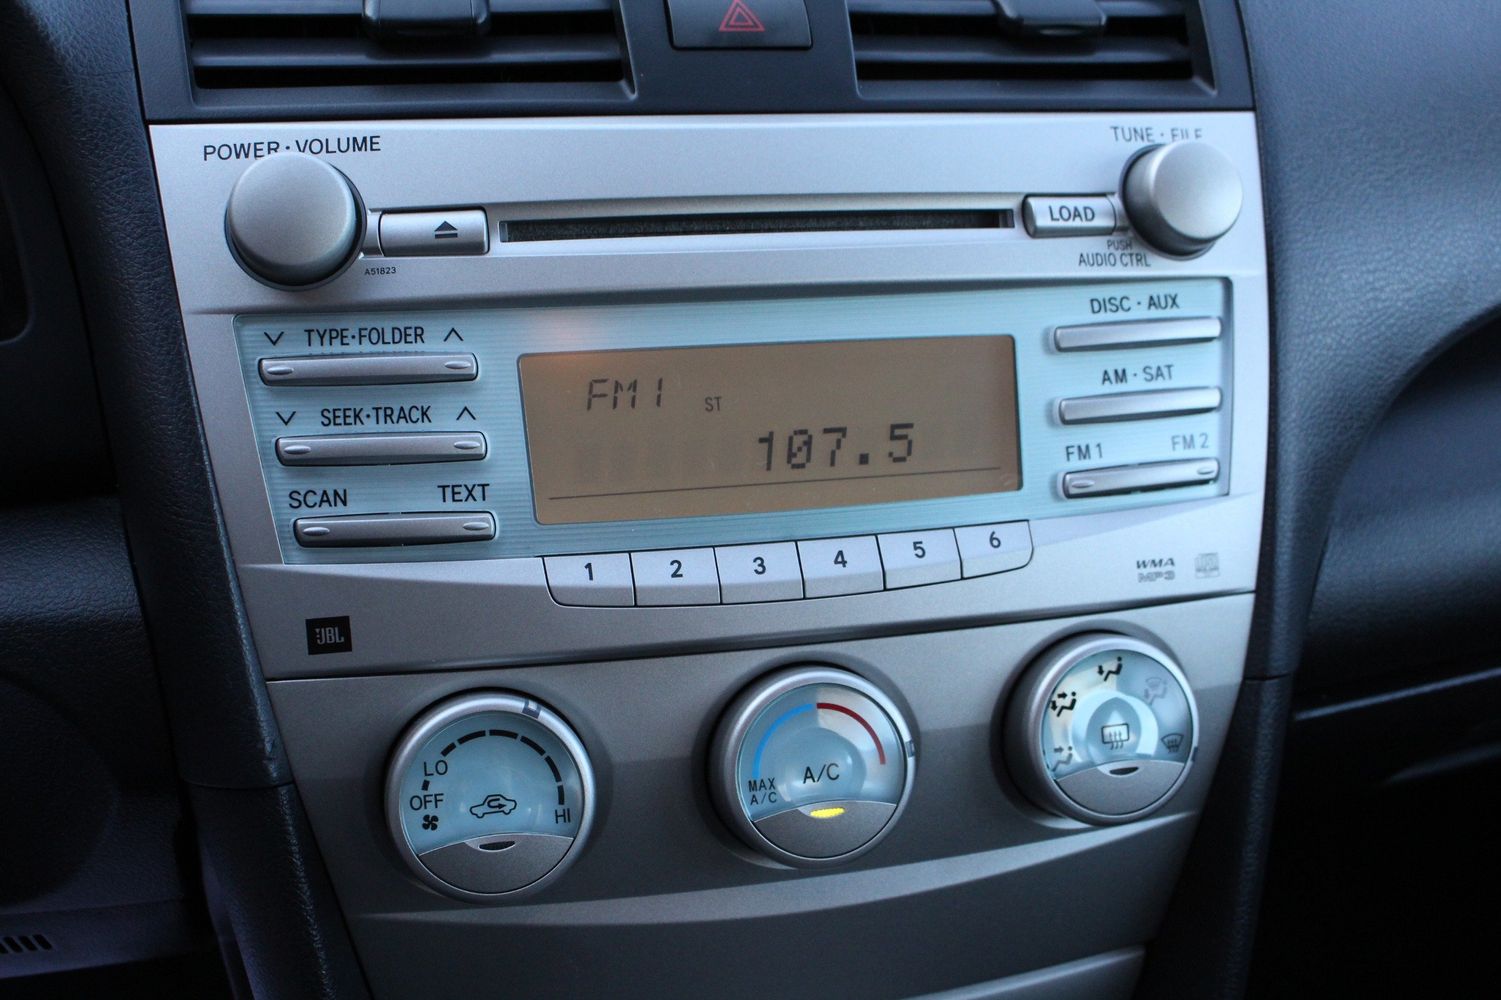 POWER·VOLUME
TUNE·FILE
LOAD
PUSH
AUDIO CTRL
A51823
TYPE·FOLDER
DISC·AUX
SEEK·TRACK
AM·SAT
SCAN TEXT
FM1 FM2
FM1 ST
107.5
1 2 3 4 5 6
WMA
MP3
JBL
LO
OFF
HI
MAX
A/C
A/C